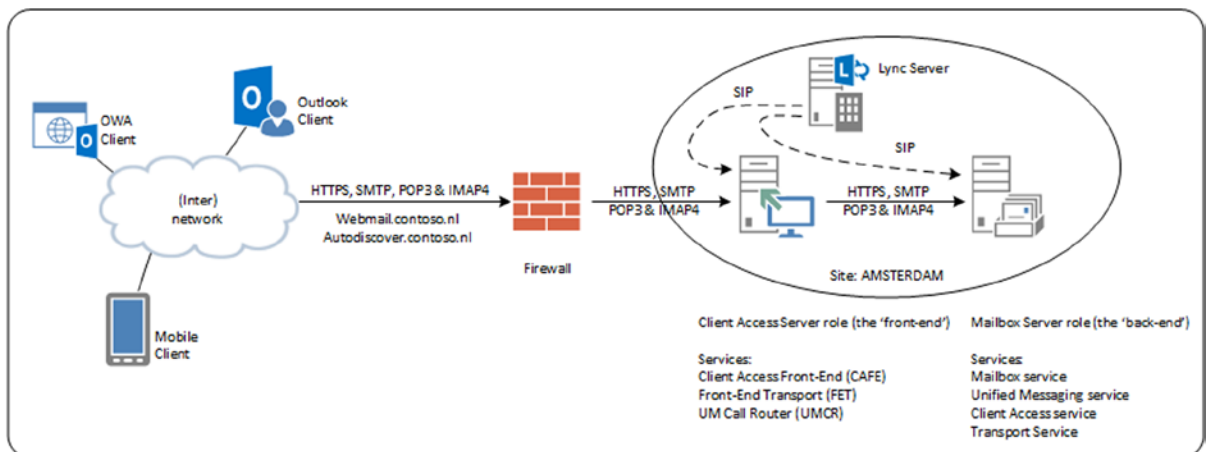 OWA
Client
Outlook
Client
(Inter)
network
Mobile
Client
HTTPS, SMTP, POP3 & IMAP4
Webmail.contoso.nl
Autodiscover.contoso.nl
Firewall
HTTPS, SMTP
POP3 & IMAP4
Lync Server
SIP
SIP
HTTPS, SMTP
POP3 & IMAP4
Site: AMSTERDAM
Client Access Server role (the 'front-end')
Services:
Client Access Front-End (CAFE)
Front-End Transport (FET)
UM Call Router (UMCR)
Mailbox Server role (the 'back-end')
Services:
Mailbox service
Unified Messaging service
Client Access service
Transport Service